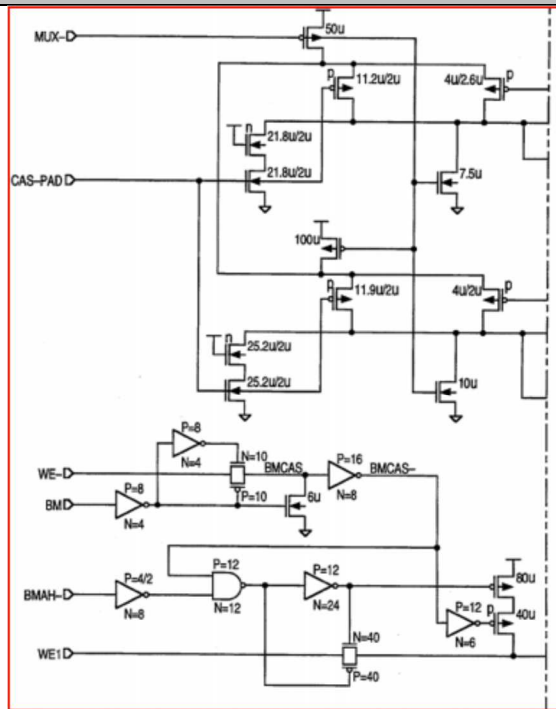 50u
MUX-
11.2u/2u
p
4u/2.6u
p
n
21.8u/2u
21.8u/2u
CAS-PAD
7.5u
100u
p
11.9u/2u
4u/2u
p
n
25.2u/2u
25.2u/2u
10u
P=8
N=4
N=10
WE-
BMCAS
P=16
BMCAS-
N=8
BM
P=8
N=4
P=10
6u
P=12
P=12
80u
BMAH-
P=4/2
N=8
N=12
N=24
P=12
p
40u
N=6
N=40
WE1
P=40